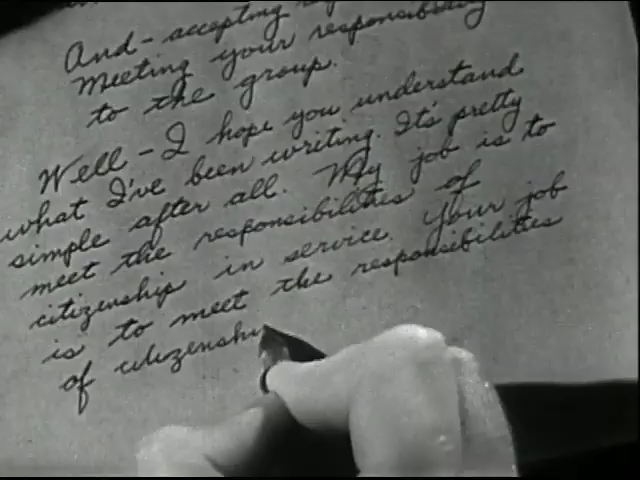 And - accepting
meeting your responsibility
to the group.
Well - I hope you understand
what I've been writing. It's pretty
simple after all. My job is to
meet the responsibilities of
citizenship in service. Your job
is to meet the responsibilities
of citizenshi